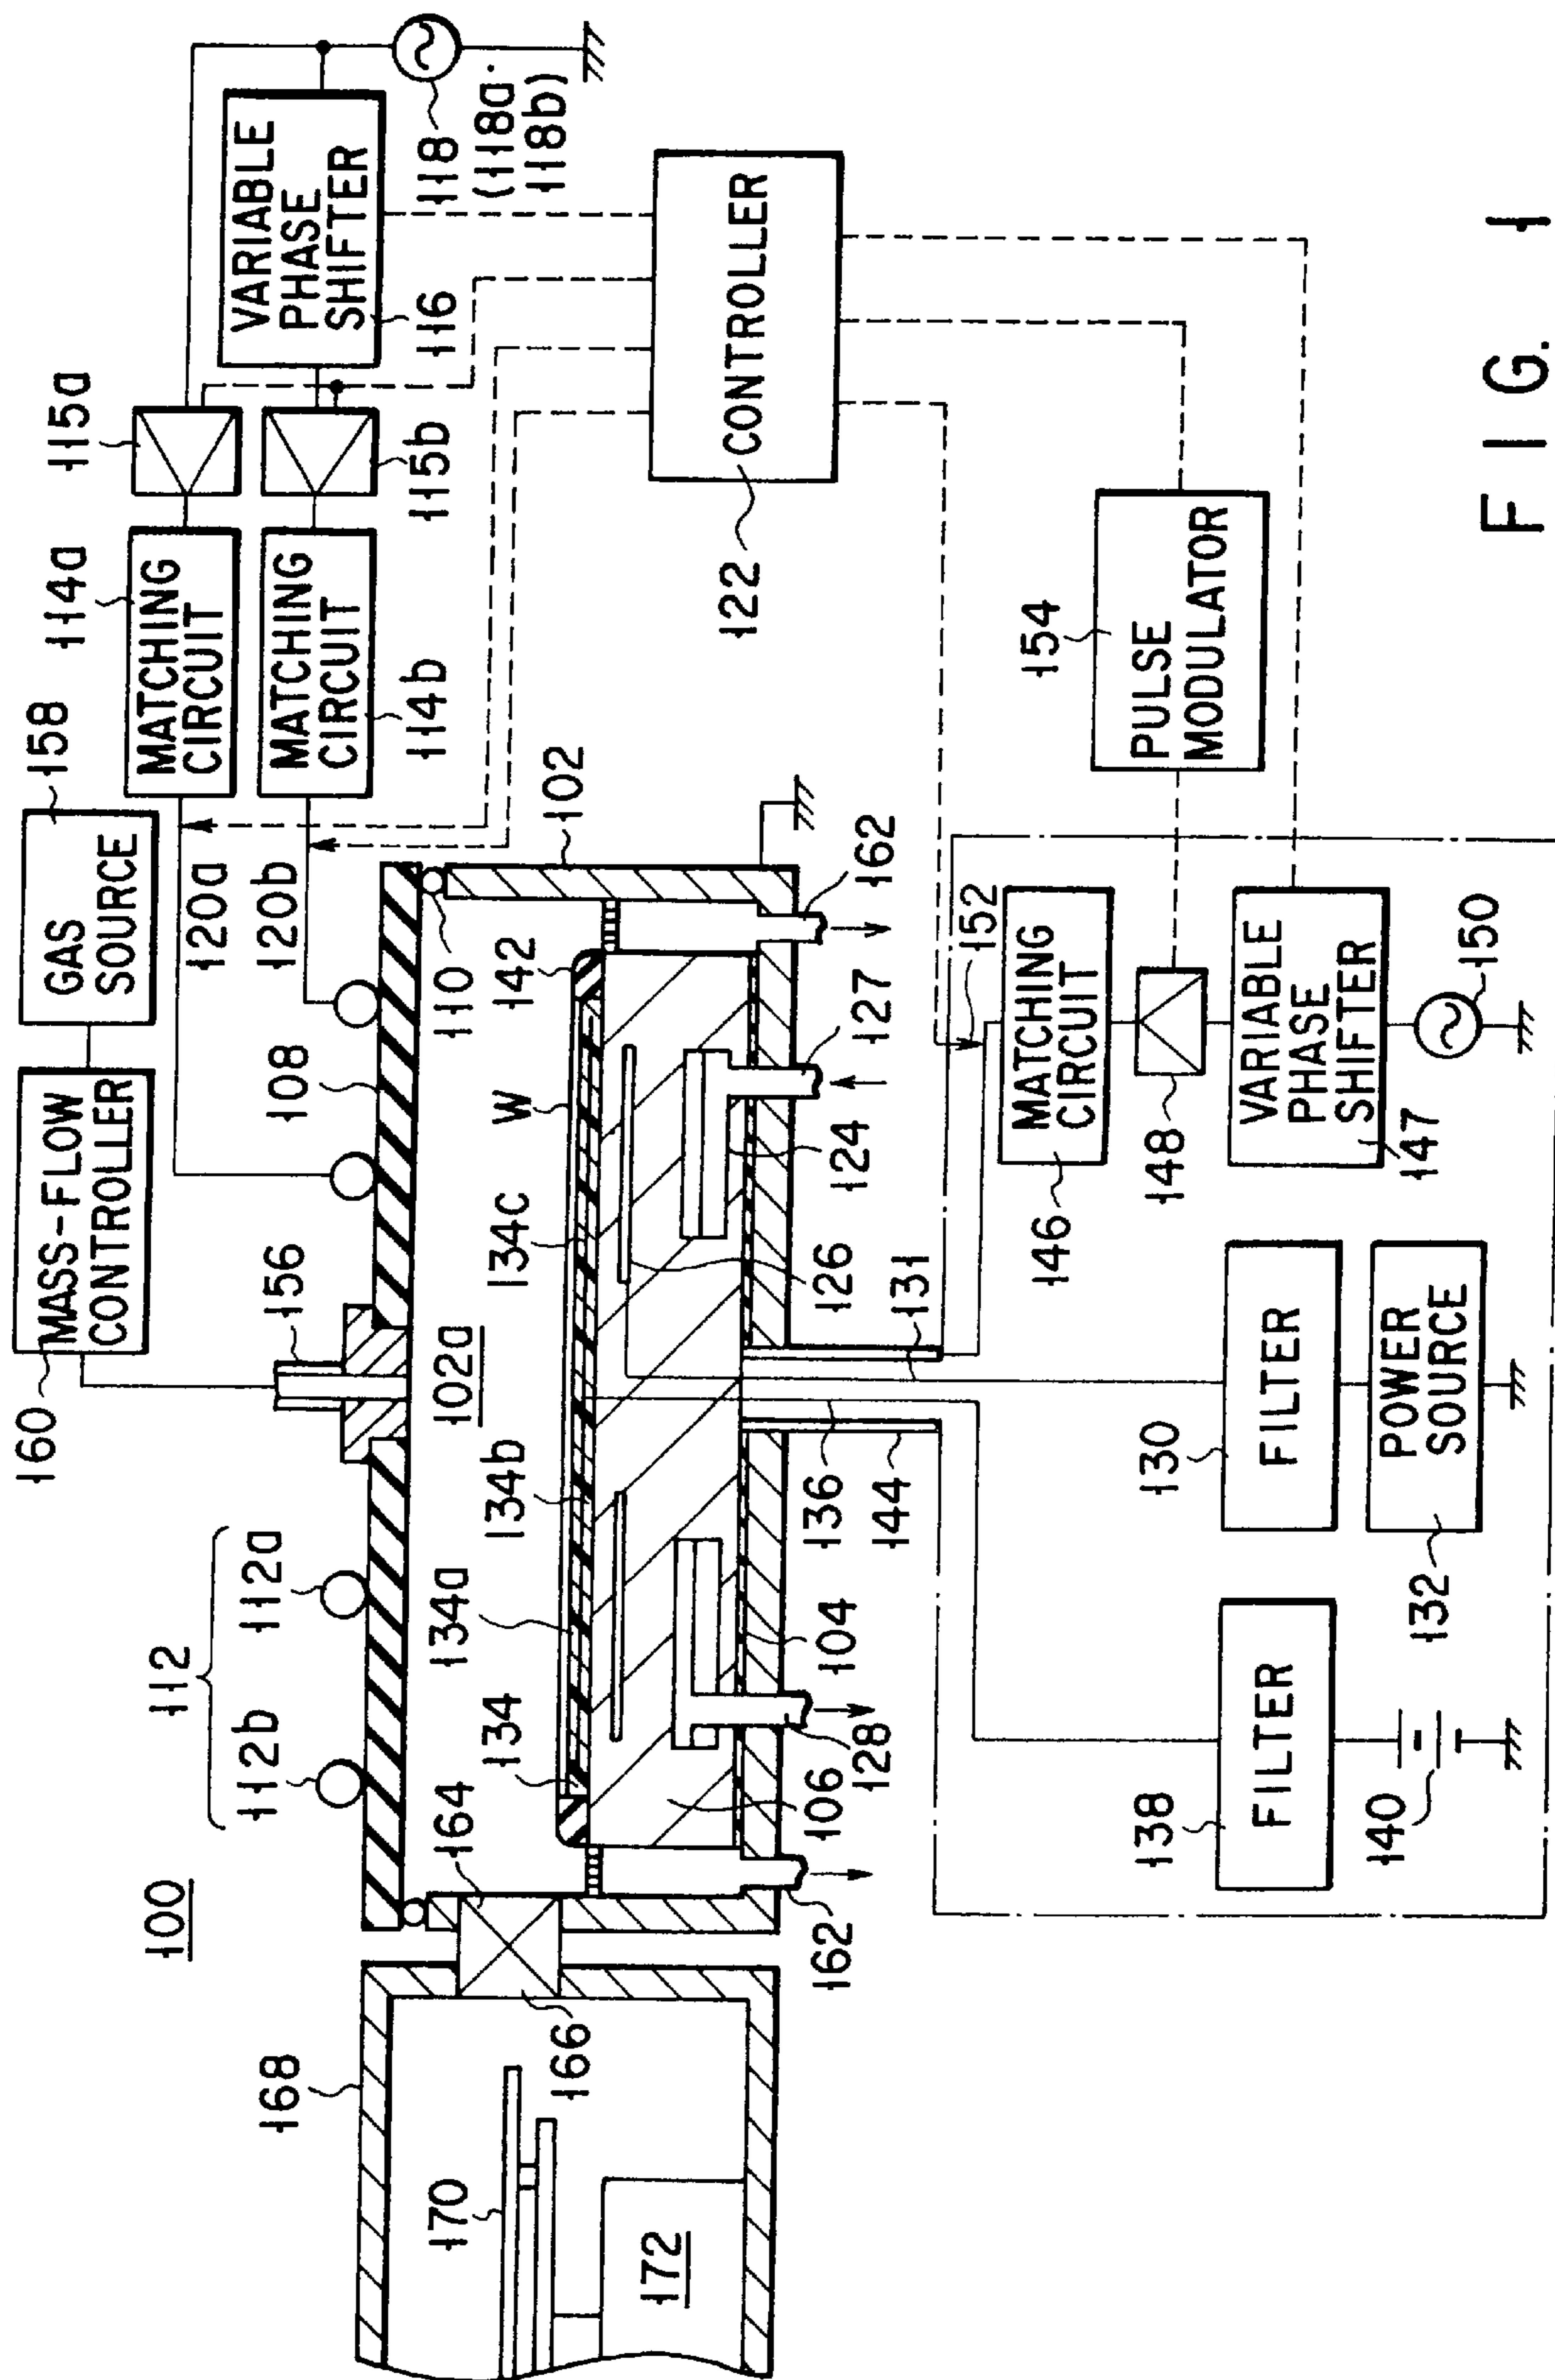 FIG. 1
100
160
MASS-FLOW
CONTROLLER
GAS
SOURCE
158
156
114a
MATCHING
CIRCUIT
MATCHING
CIRCUIT
114b
115a
115b
VARIABLE
PHASE
SHIFTER
116
118
(118a·
118b)
120a
120b
112
112b
112a
108
110
102
102a
142
W
134
134a
134b
134c
164
166
168
170
172
162
106
128
104
144
136
131
126
124
127
162
152
122
CONTROLLER
154
PULSE
MODULATOR
146
MATCHING
CIRCUIT
148
VARIABLE
PHASE
SHIFTER
147
150
130
FILTER
132
POWER
SOURCE
138
FILTER
140